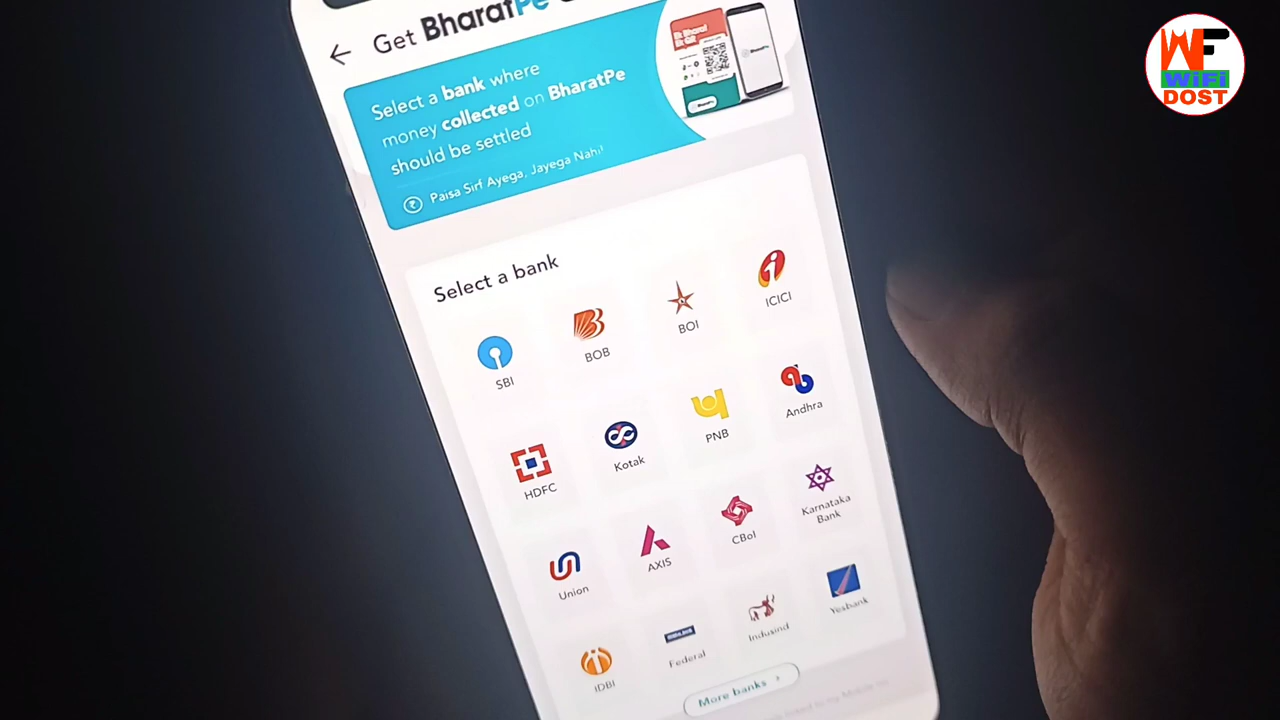 Get BharatPe
Select a bank where
money collected on BharatPe
should be settled
Paisa Sirf Ayega, Jayega Nahi!
Select a bank
SBI
BOB
BOI
ICICI
HDFC
Kotak
PNB
Andhra
Union
AXIS
CBoI
Karnataka
Bank
IDBI
Federal
Indusind
Yesbank
More banks ›
WF
WiFi
DOST